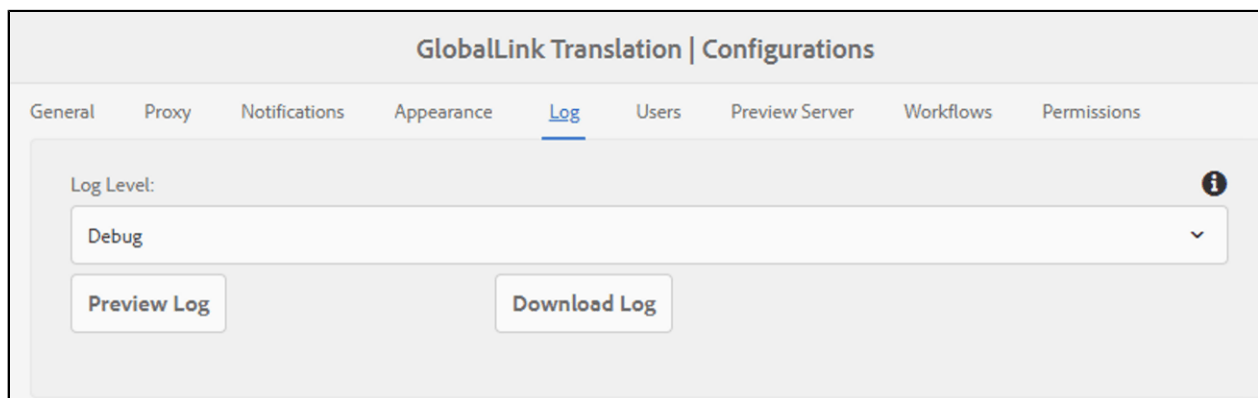 GlobalLink Translation | Configurations
General Proxy Notifications Appearance Log Users Preview Server Workflows Permissions
Log Level:
Debug
Preview Log Download Log